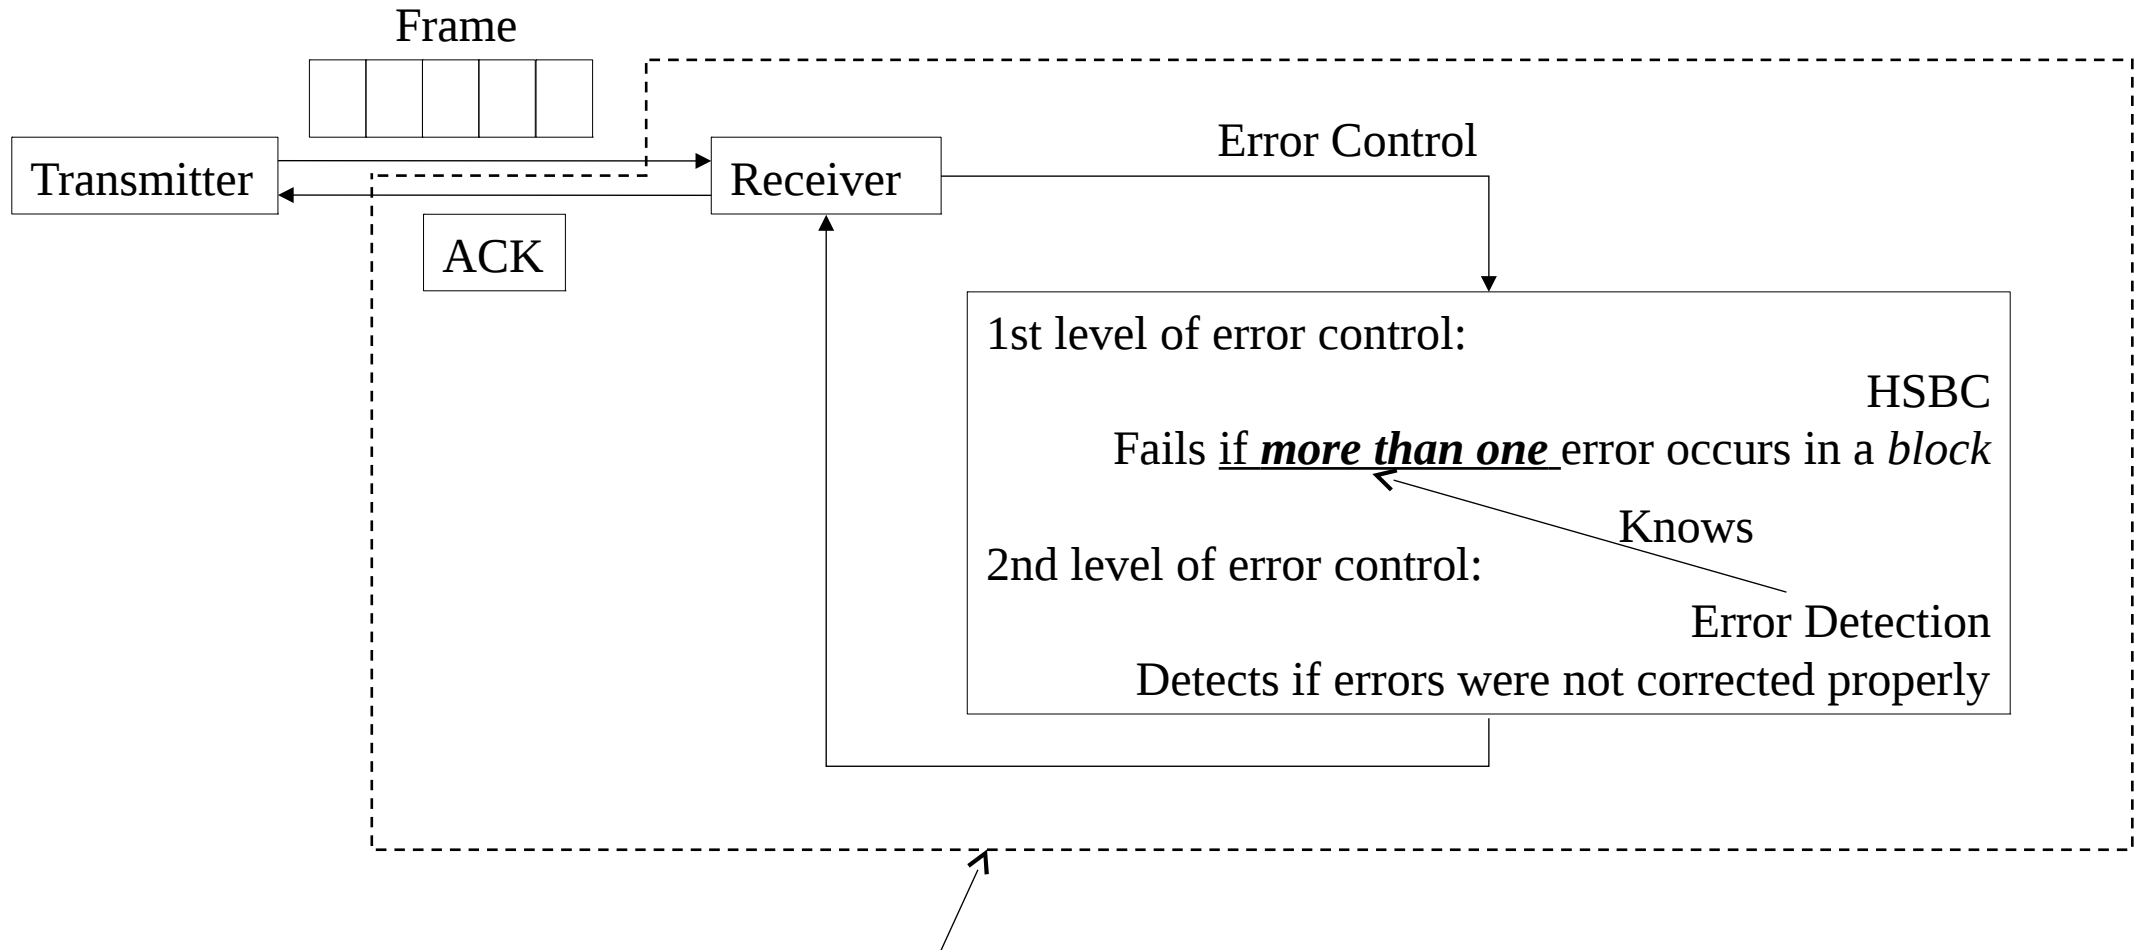 Frame
Transmitter
Receiver
Error Control
ACK
1st level of error control:
HSBC
Fails if more than one error occurs in a block
Knows
2nd level of error control:
Error Detection
Detects if errors were not corrected properly